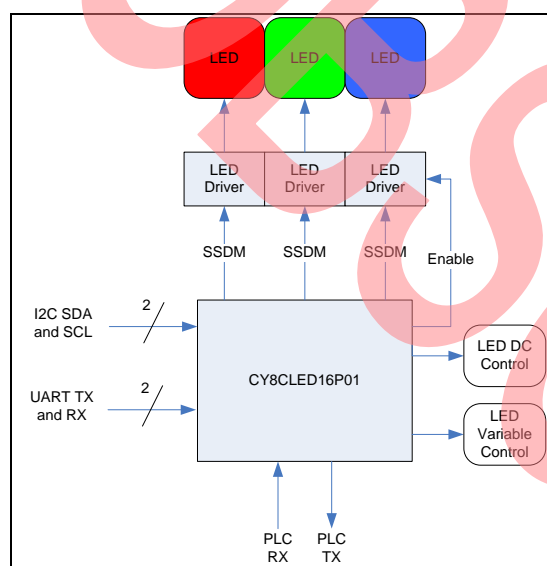 LED LED LED
LED LED LED
Driver Driver Driver
SSDM SSDM SSDM
Enable
2
I2C SDA
and SCL
LED DC
Control
CY8CLED16P01
2
UART TX
and RX
LED
Variable
Control
PLC PLC
RX TX